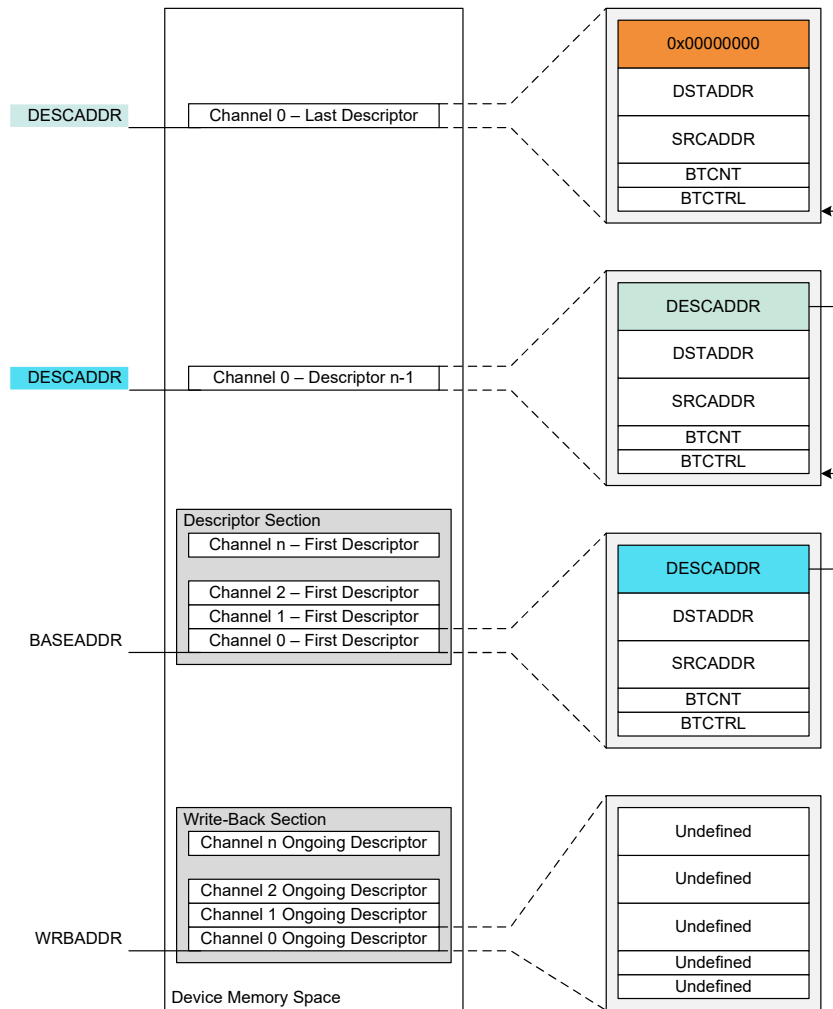 0x00000000
DESCADDR
Channel 0 – Last Descriptor
DSTADDR
SRCADDR
BTCNT
BTCTRL
DESCADDR
DESCADDR
Channel 0 – Descriptor n-1
DSTADDR
SRCADDR
BTCNT
BTCTRL
Descriptor Section
Channel n – First Descriptor
Channel 2 – First Descriptor
Channel 1 – First Descriptor
BASEADDR
Channel 0 – First Descriptor
DESCADDR
DSTADDR
SRCADDR
BTCNT
BTCTRL
Write-Back Section
Channel n Ongoing Descriptor
Channel 2 Ongoing Descriptor
Channel 1 Ongoing Descriptor
WRBADDR
Channel 0 Ongoing Descriptor
Undefined
Undefined
Undefined
Undefined
Undefined
Device Memory Space